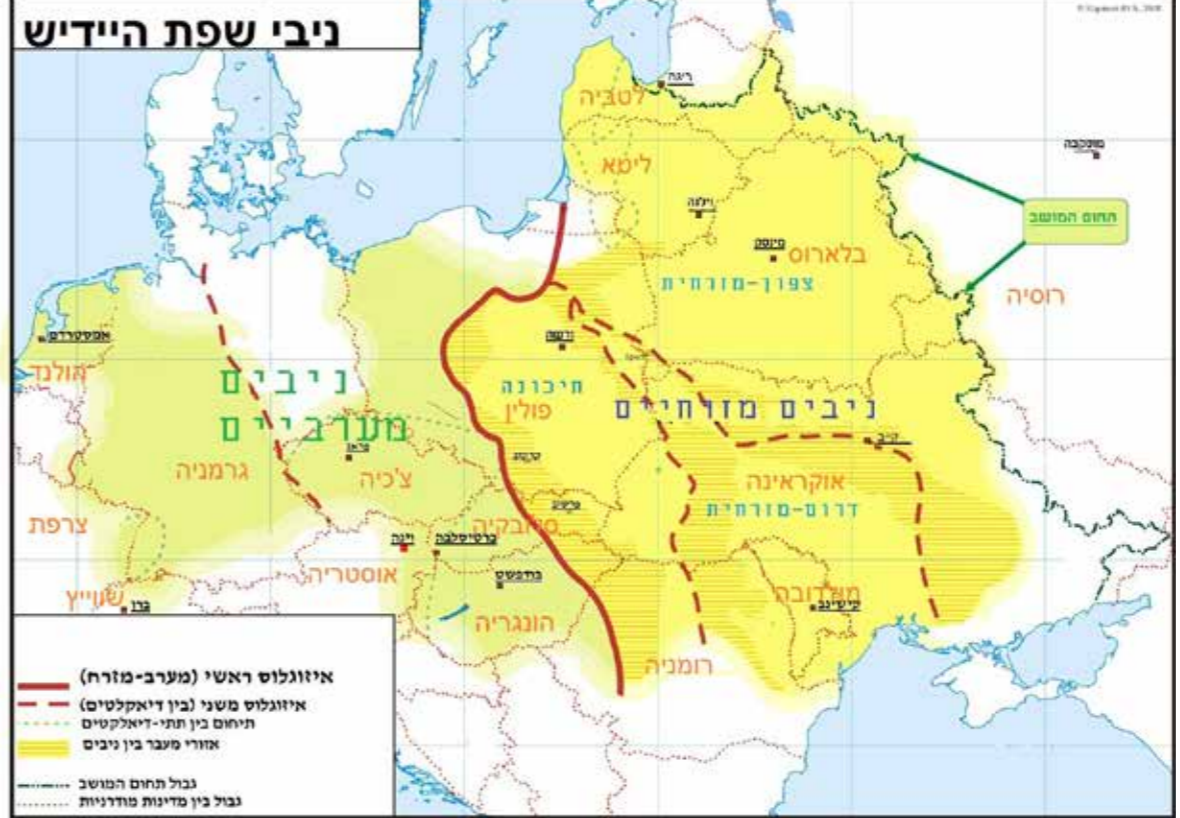 ניבי שפת היידיש
ריגה
לטביה
מוסקבה
ליטא
וילנה
תחום המושב
מינסק
בלארוס
צפון-מזרחית
רוסיה
אמסטרדם
הולנד
ורשה
ניבים
מערביים
תיכונה
פולין
ניבים מזרחיים
קייב
פראג
גרמניה
צ'כיה
אוקראינה
דרום-מזרחית
צרפת
סלובקיה
וינה
ברטיסלבה
אוסטריה
בודפשט
שווייץ
ברן
הונגריה
מולדובה
קישינב
רומניה
איזוגלוס ראשי (מערב-מזרח)
איזוגלוס משני (בין דיאקלטים)
תיחום בין תתי-דיאלקטים
אזורי מעבר בין ניבים
גבול תחום המושב
גבול בין מדינות מודרניות